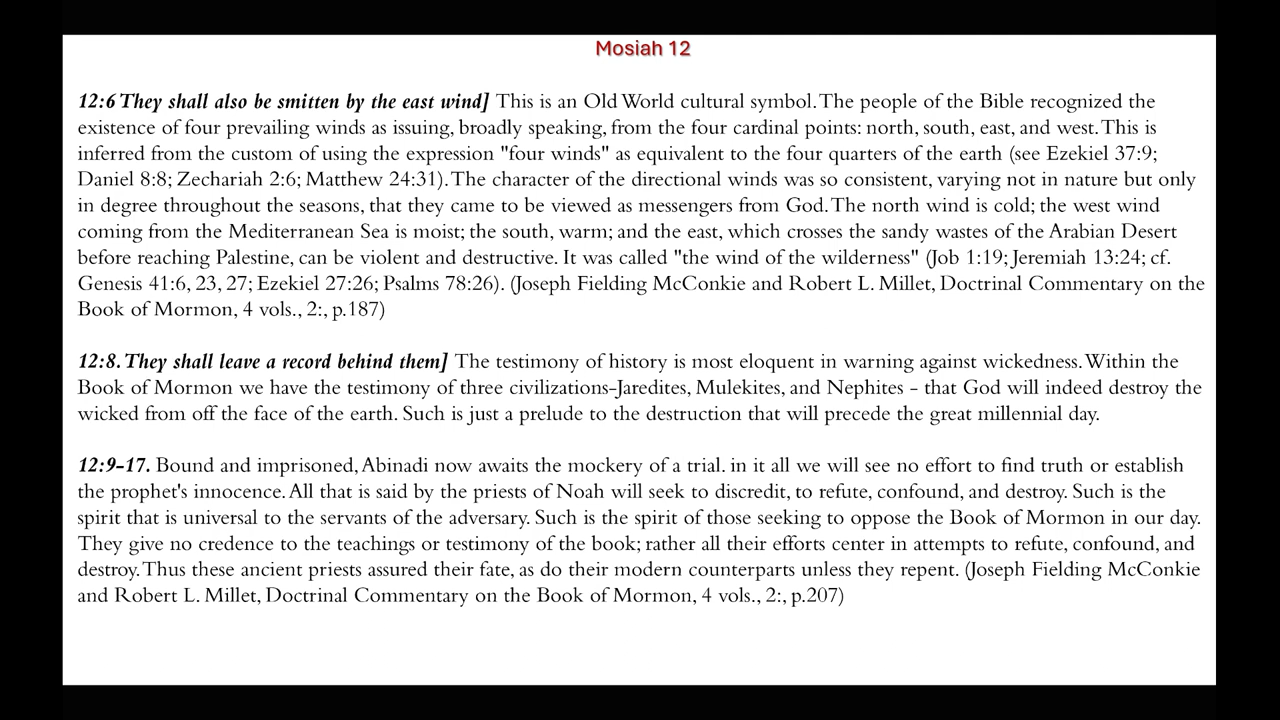 Mosiah 12
12:6 They shall also be smitten by the east wind] This is an Old World cultural symbol. The people of the Bible recognized the
existence of four prevailing winds as issuing, broadly speaking, from the four cardinal points: north, south, east, and west. This is
inferred from the custom of using the expression "four winds" as equivalent to the four quarters of the earth (see Ezekiel 37:9;
Daniel 8:8; Zechariah 2:6; Matthew 24:31). The character of the directional winds was so consistent, varying not in nature but only
in degree throughout the seasons, that they came to be viewed as messengers from God. The north wind is cold; the west wind
coming from the Mediterranean Sea is moist; the south, warm; and the east, which crosses the sandy wastes of the Arabian Desert
before reaching Palestine, can be violent and destructive. It was called "the wind of the wilderness" (Job 1:19; Jeremiah 13:24; cf.
Genesis 41:6, 23, 27; Ezekiel 27:26; Psalms 78:26). (Joseph Fielding McConkie and Robert L. Millet, Doctrinal Commentary on the
Book of Mormon, 4 vols., 2:, p.187)
12:8. They shall leave a record behind them] The testimony of history is most eloquent in warning against wickedness. Within the
Book of Mormon we have the testimony of three civilizations-Jaredites, Mulekites, and Nephites - that God will indeed destroy the
wicked from off the face of the earth. Such is just a prelude to the destruction that will precede the great millennial day.
12:9-17. Bound and imprisoned, Abinadi now awaits the mockery of a trial. in it all we will see no effort to find truth or establish
the prophet's innocence. All that is said by the priests of Noah will seek to discredit, to refute, confound, and destroy. Such is the
spirit that is universal to the servants of the adversary. Such is the spirit of those seeking to oppose the Book of Mormon in our day.
They give no credence to the teachings or testimony of the book; rather all their efforts center in attempts to refute, confound, and
destroy. Thus these ancient priests assured their fate, as do their modern counterparts unless they repent. (Joseph Fielding McConkie
and Robert L. Millet, Doctrinal Commentary on the Book of Mormon, 4 vols., 2:, p.207)